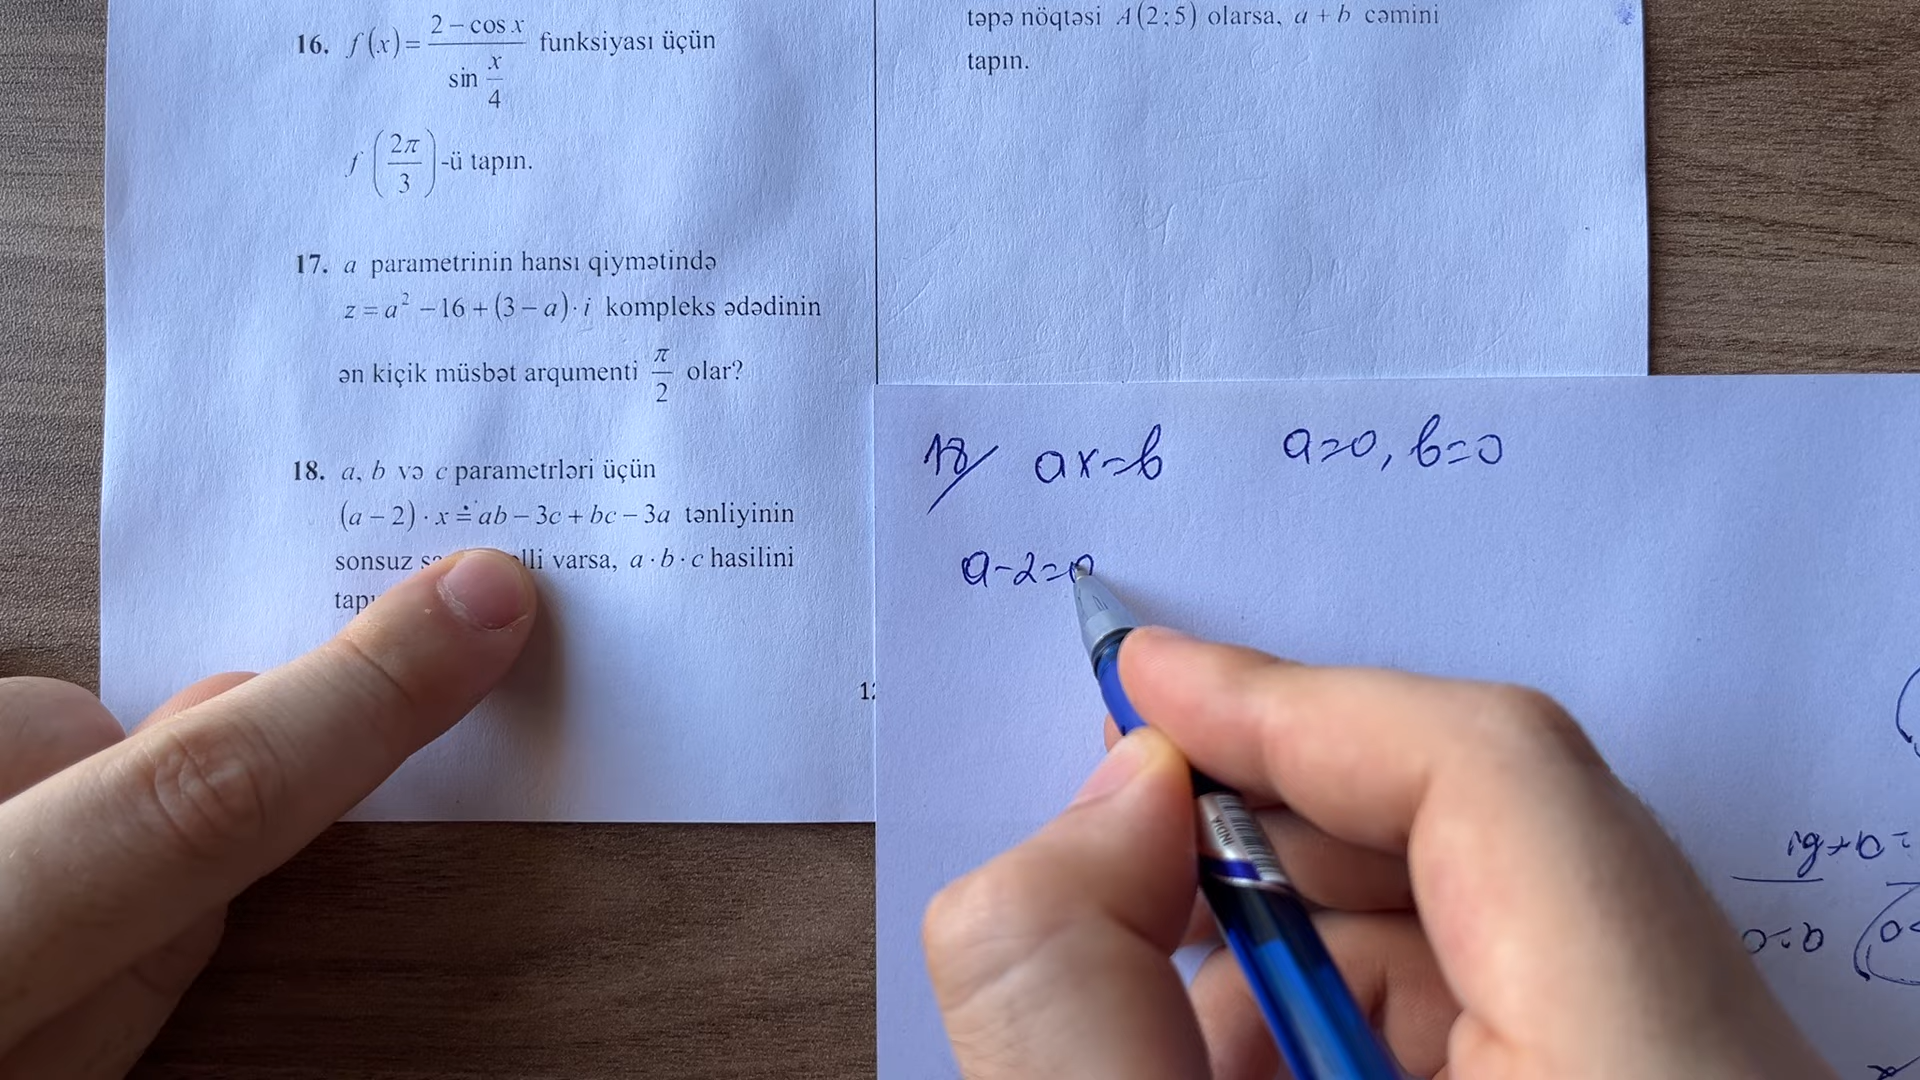 16. f(x) = (2 − cos x) / (sin x/4) funksiyası üçün
f(2π/3)-ü tapın.
17. a parametrinin hansı qiymətində
z = a² − 16 + (3 − a) · i kompleks ədədinin
ən kiçik müsbət arqumenti π/2 olar?
18. a, b və c parametrləri üçün
(a − 2) · x = ab − 3c + bc − 3a tənliyinin
sonsuz varsa, a · b · c hasilini
təpə nöqtəsi A(2;5) olarsa, a + b cəmini
tapın.
18/ ax=b a=0, b=0
a-2=0
INDIA